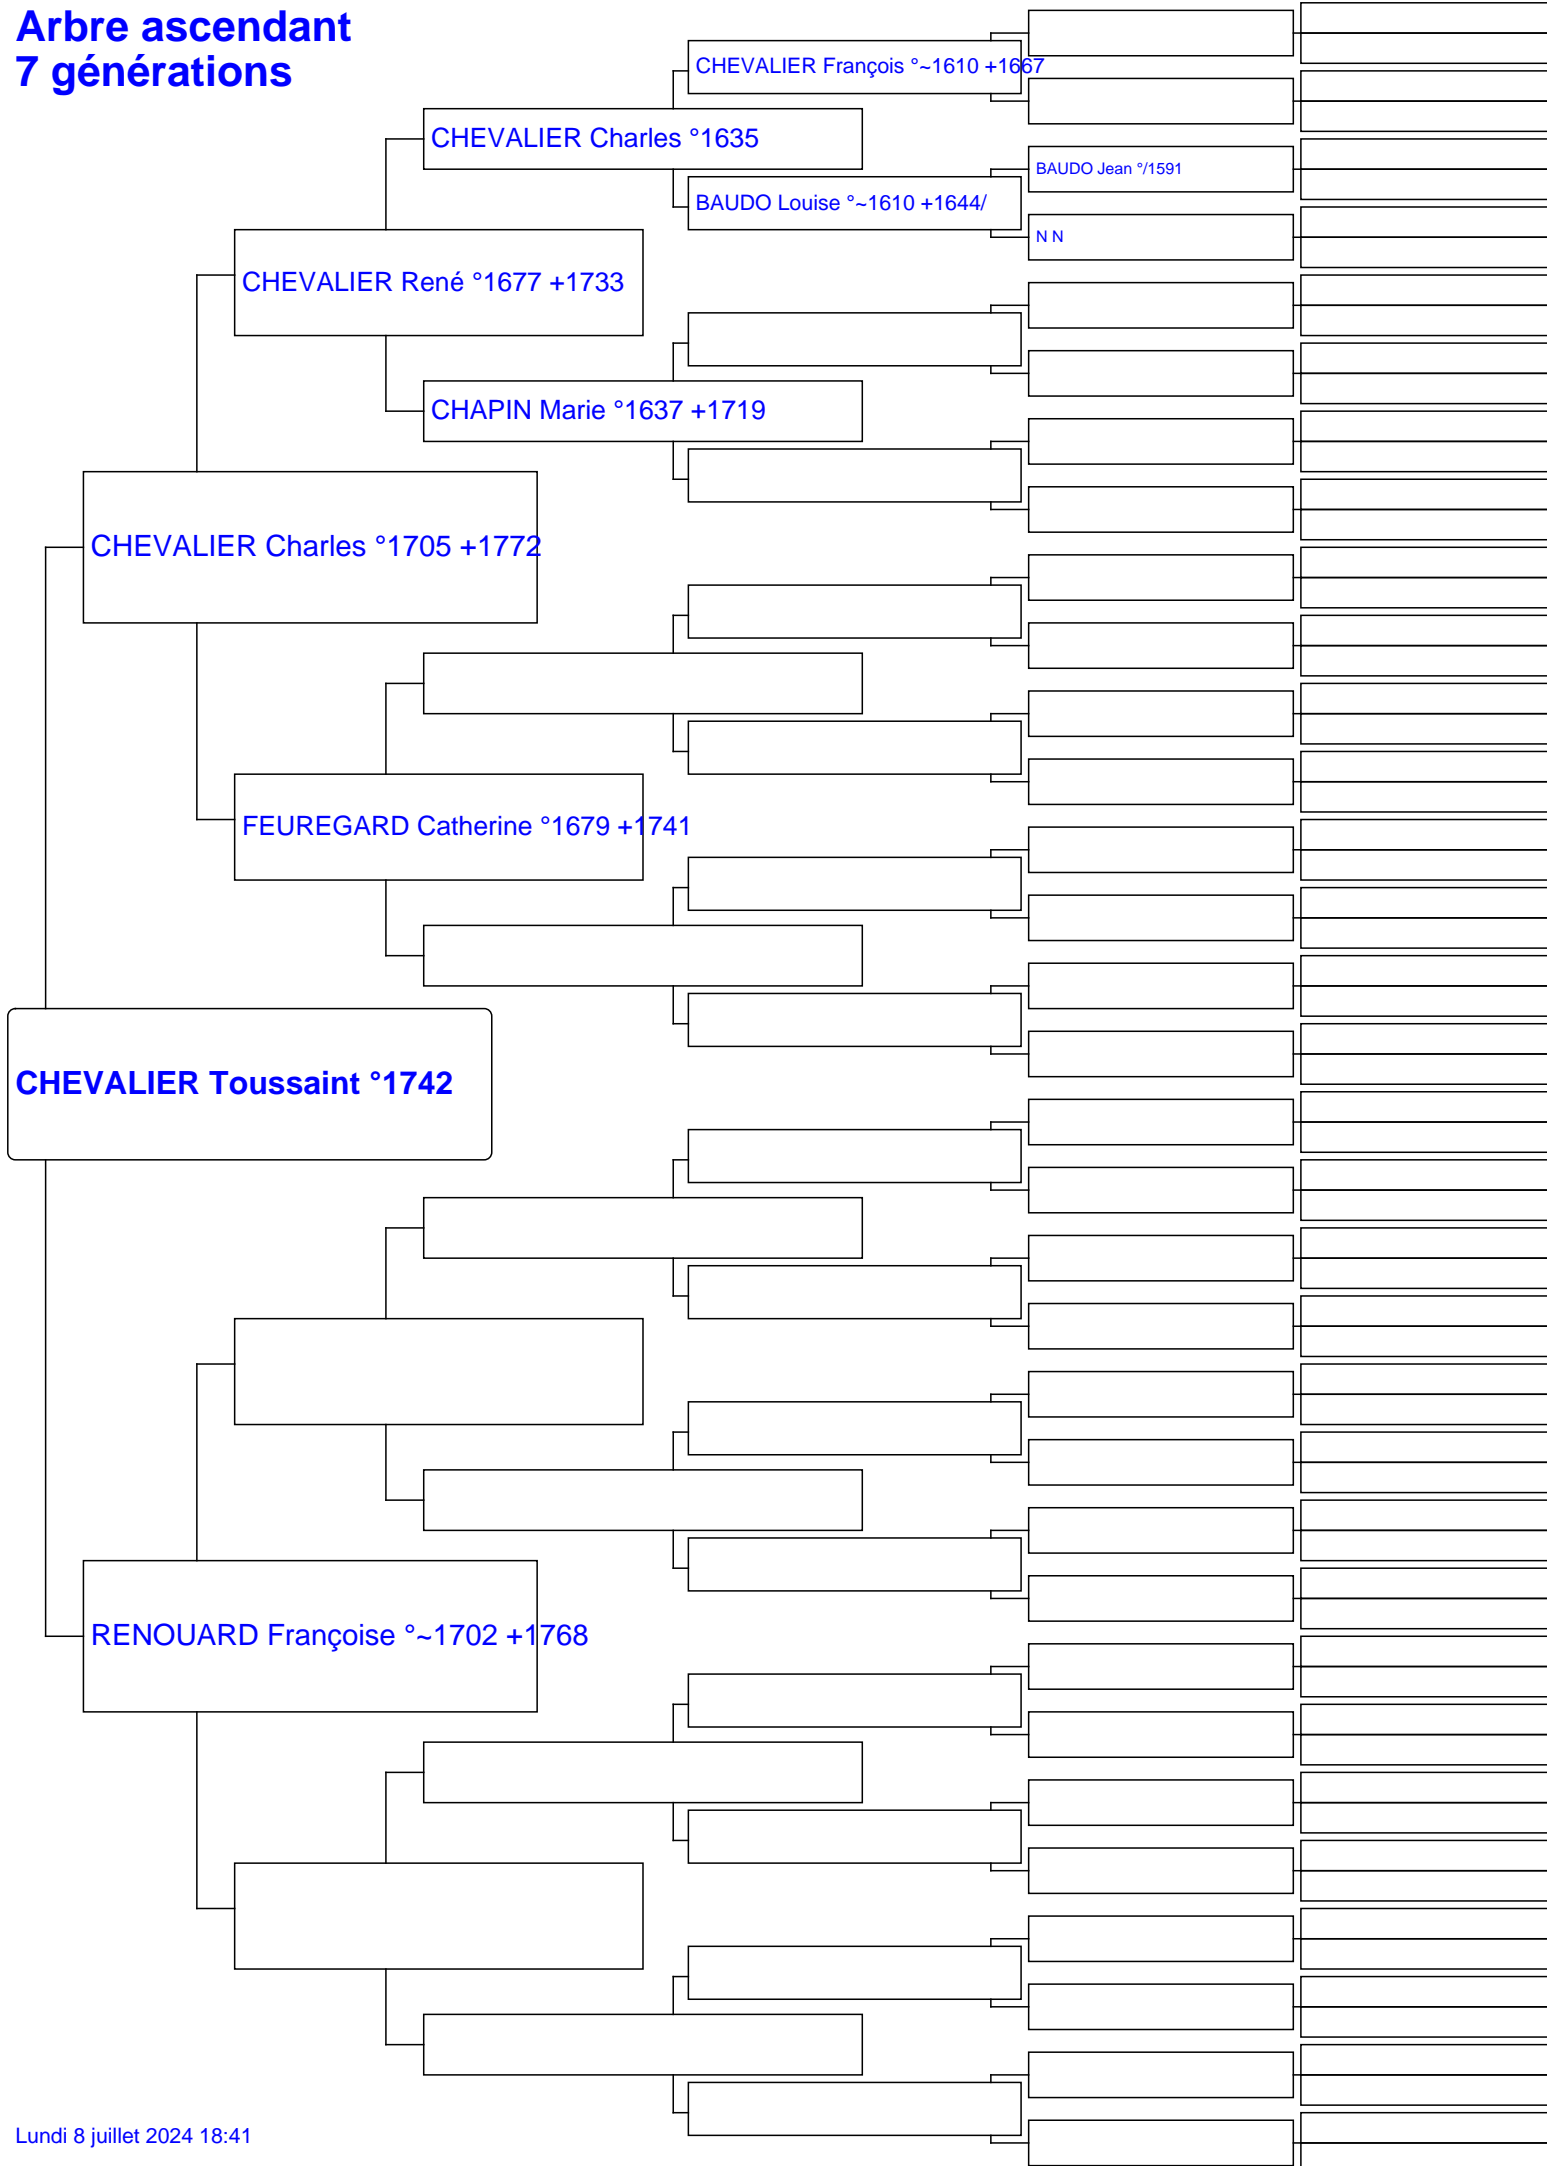 Arbre ascendant
7 générations
CHEVALIER François °~1610 +1667
CHEVALIER Charles °1635
BAUDO Jean °/1591
BAUDO Louise °~1610 +1644/
N N
CHEVALIER René °1677 +1733
CHAPIN Marie °1637 +1719
CHEVALIER Charles °1705 +1772
FEUREGARD Catherine °1679 +1741
CHEVALIER Toussaint °1742
RENOUARD Françoise °~1702 +1768
Lundi 8 juillet 2024 18:41